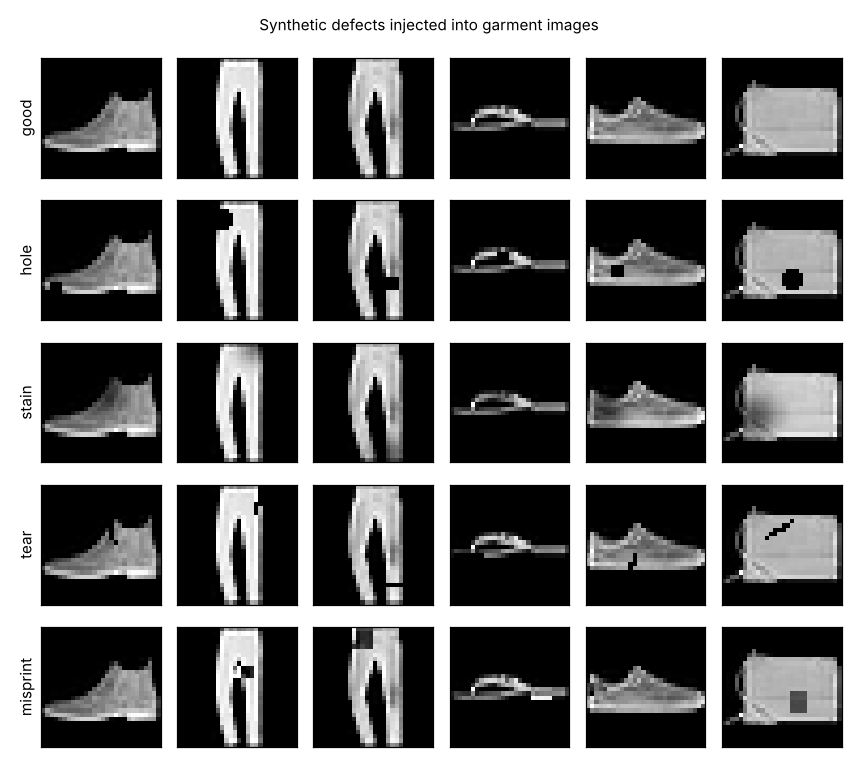 Synthetic defects injected into garment images
good
hole
stain
tear
misprint